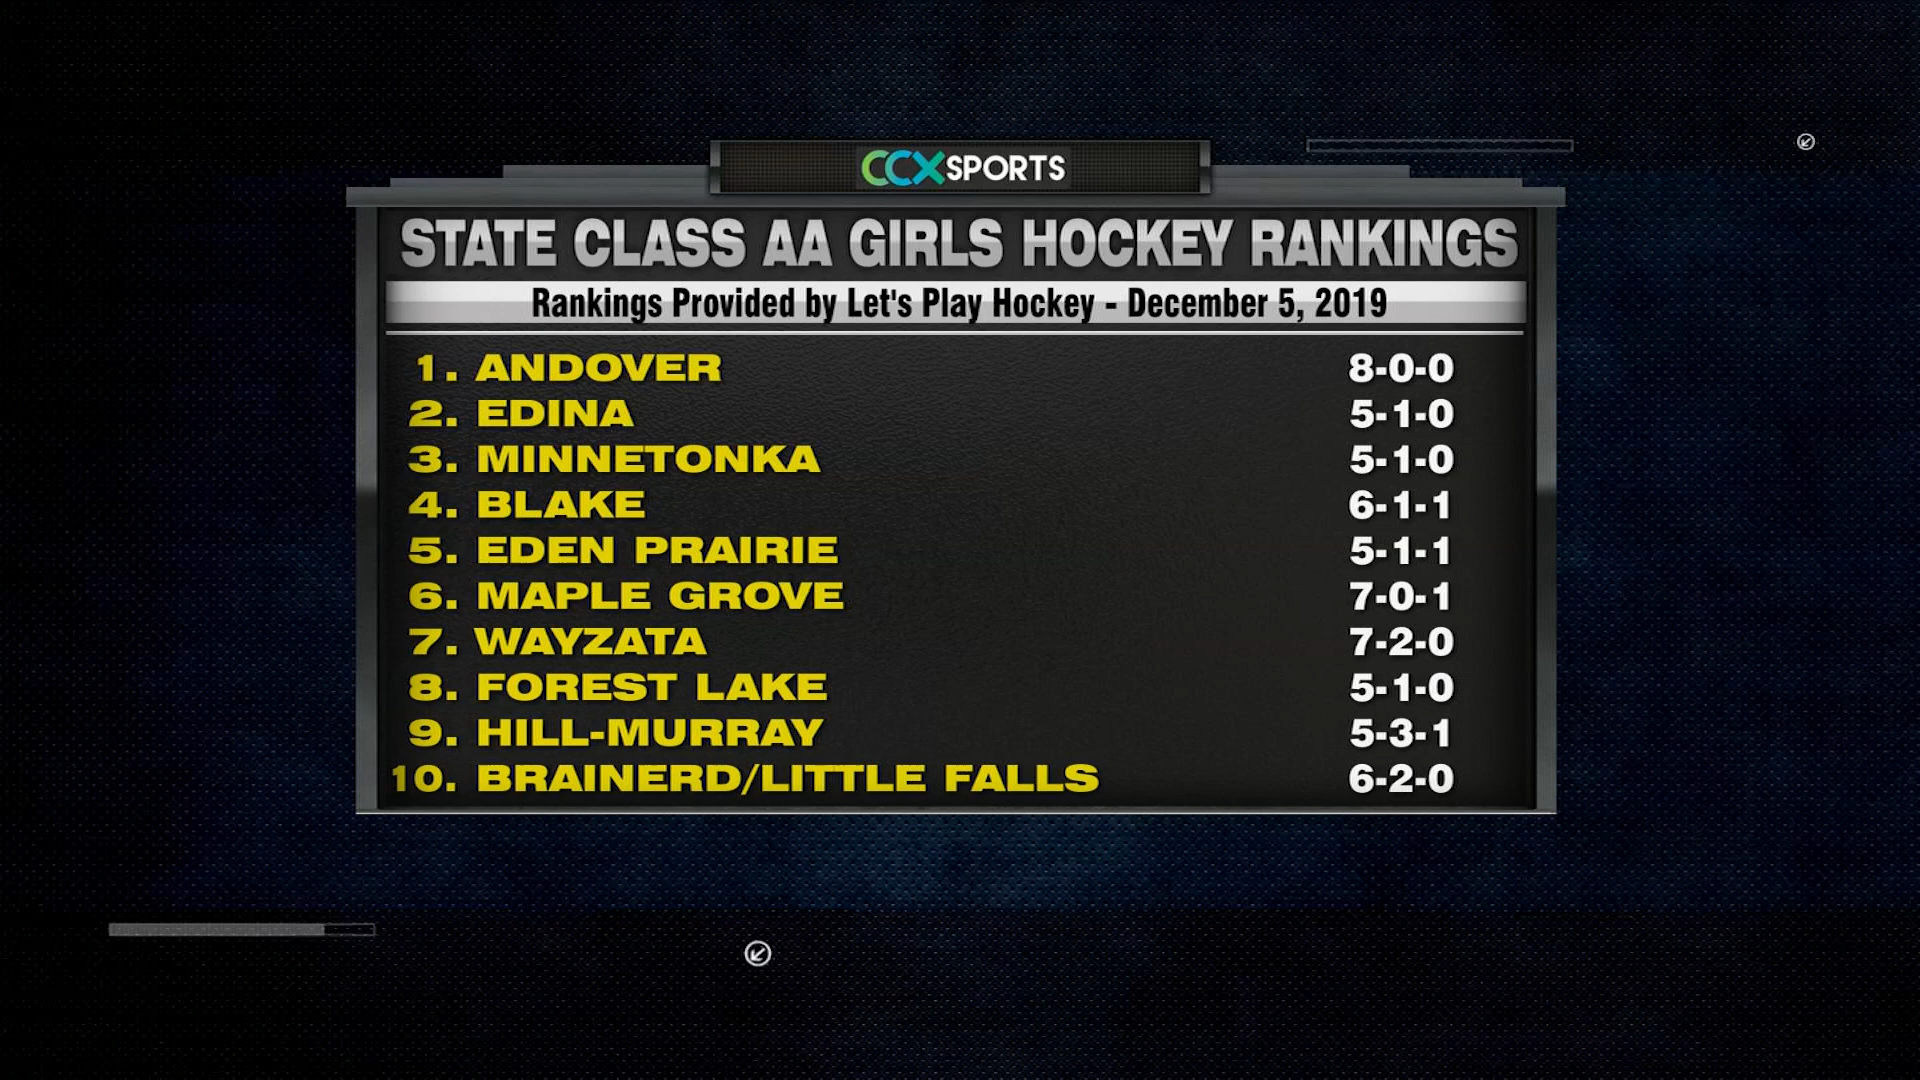 CCX SPORTS
STATE CLASS AA GIRLS HOCKEY RANKINGS
Rankings Provided by Let's Play Hockey - December 5, 2019
1. ANDOVER 8-0-0
2. EDINA 5-1-0
3. MINNETONKA 5-1-0
4. BLAKE 6-1-1
5. EDEN PRAIRIE 5-1-1
6. MAPLE GROVE 7-0-1
7. WAYZATA 7-2-0
8. FOREST LAKE 5-1-0
9. HILL-MURRAY 5-3-1
10. BRAINERD/LITTLE FALLS 6-2-0